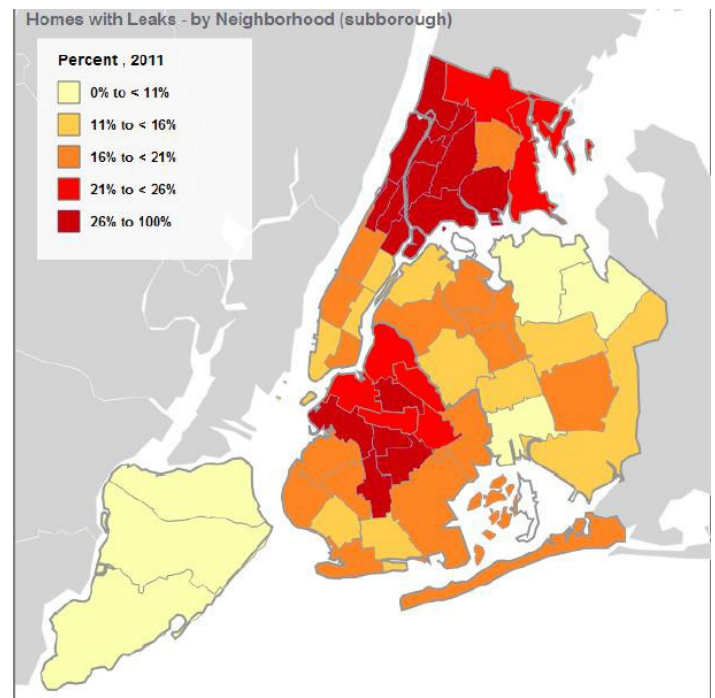 Homes with Leaks - by Neighborhood (subborough)
Percent , 2011
0% to < 11%
11% to < 16%
16% to < 21%
21% to < 26%
26% to 100%